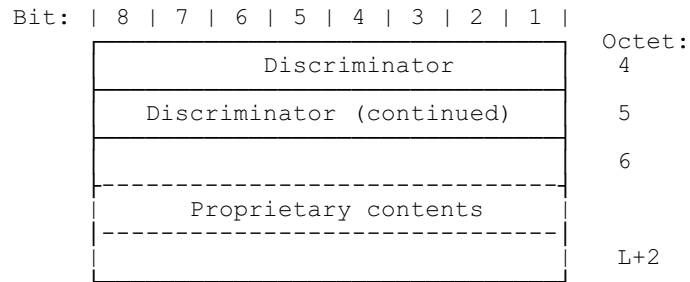 Bit: | 8 | 7 | 6 | 5 | 4 | 3 | 2 | 1 |
Octet:
Discriminator 4
Discriminator (continued) 5
6
Proprietary contents
L+2